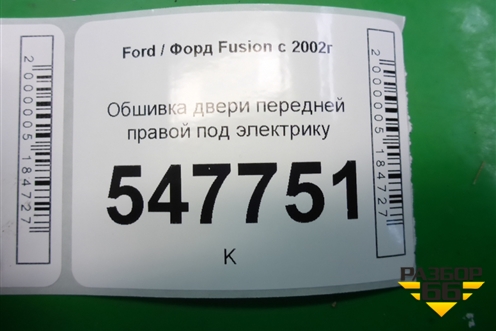 Ford / Форд Fusion с 2002г
Обшивка двери передней
правой под электрику
547751
К
2000005184727
2000005184727
РАЗБОР
66